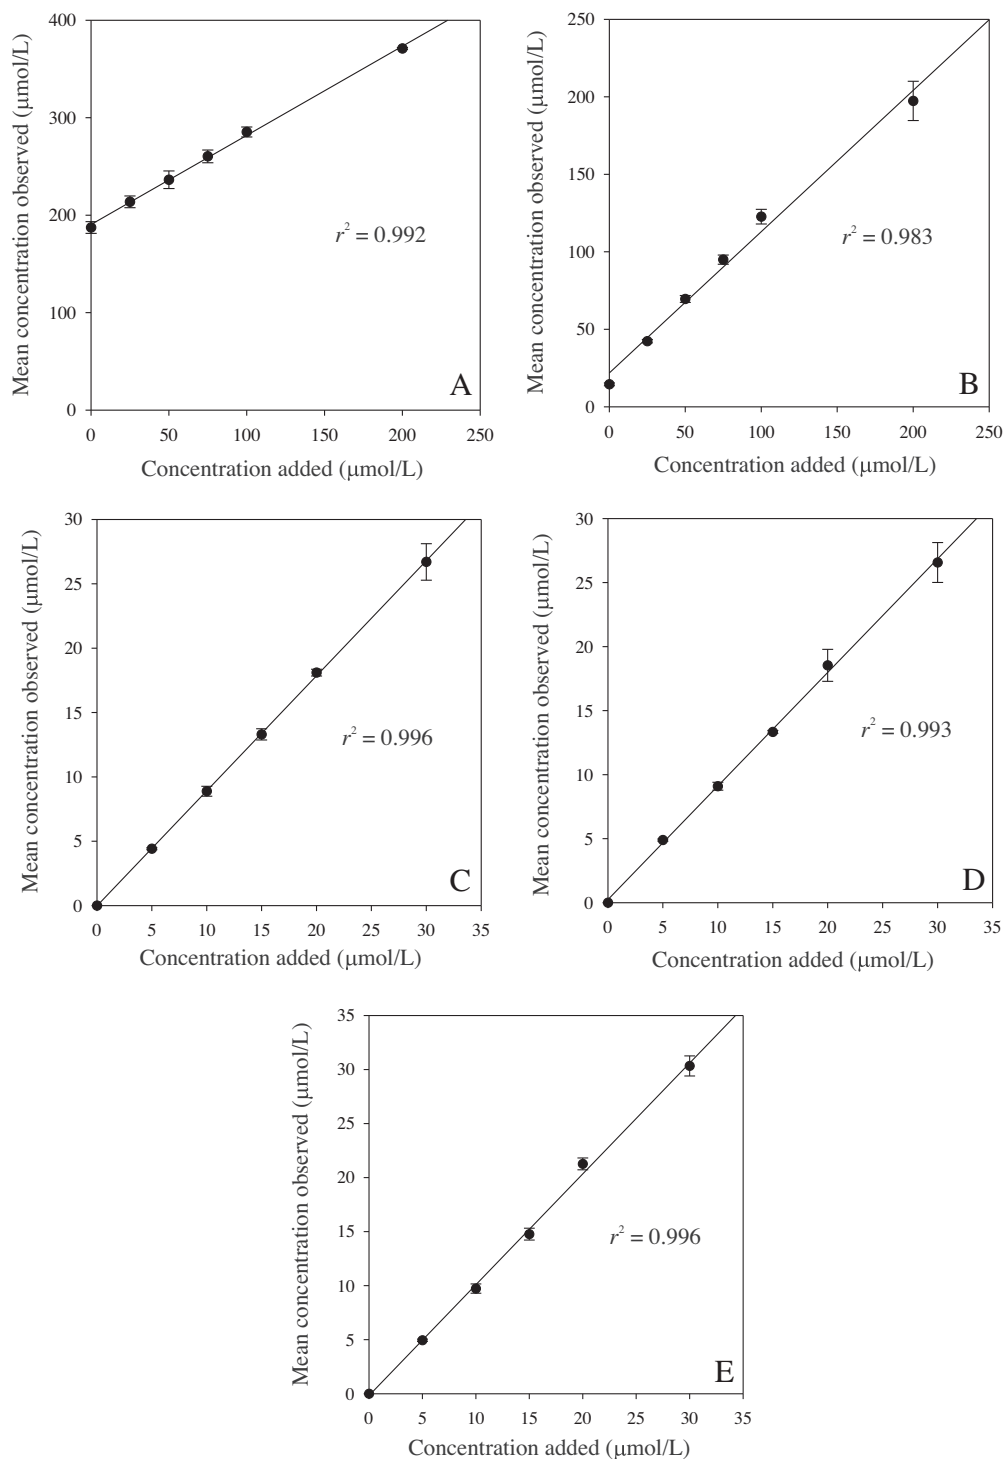 400
300
200
100
0
0 50 100 150 200 250
Mean concentration observed (μmol/L)
Concentration added (μmol/L)
r² = 0.992
A
250
200
150
100
50
0
0 50 100 150 200 250
Mean concentration observed (μmol/L)
Concentration added (μmol/L)
r² = 0.983
B
30
25
20
15
10
5
0
0 5 10 15 20 25 30 35
Mean concentration observed (μmol/L)
Concentration added (μmol/L)
r² = 0.996
C
30
25
20
15
10
5
0
0 5 10 15 20 25 30 35
Mean concentration observed (μmol/L)
Concentration added (μmol/L)
r² = 0.993
D
35
30
25
20
15
10
5
0
0 5 10 15 20 25 30 35
Mean concentration observed (μmol/L)
Concentration added (μmol/L)
r² = 0.996
E